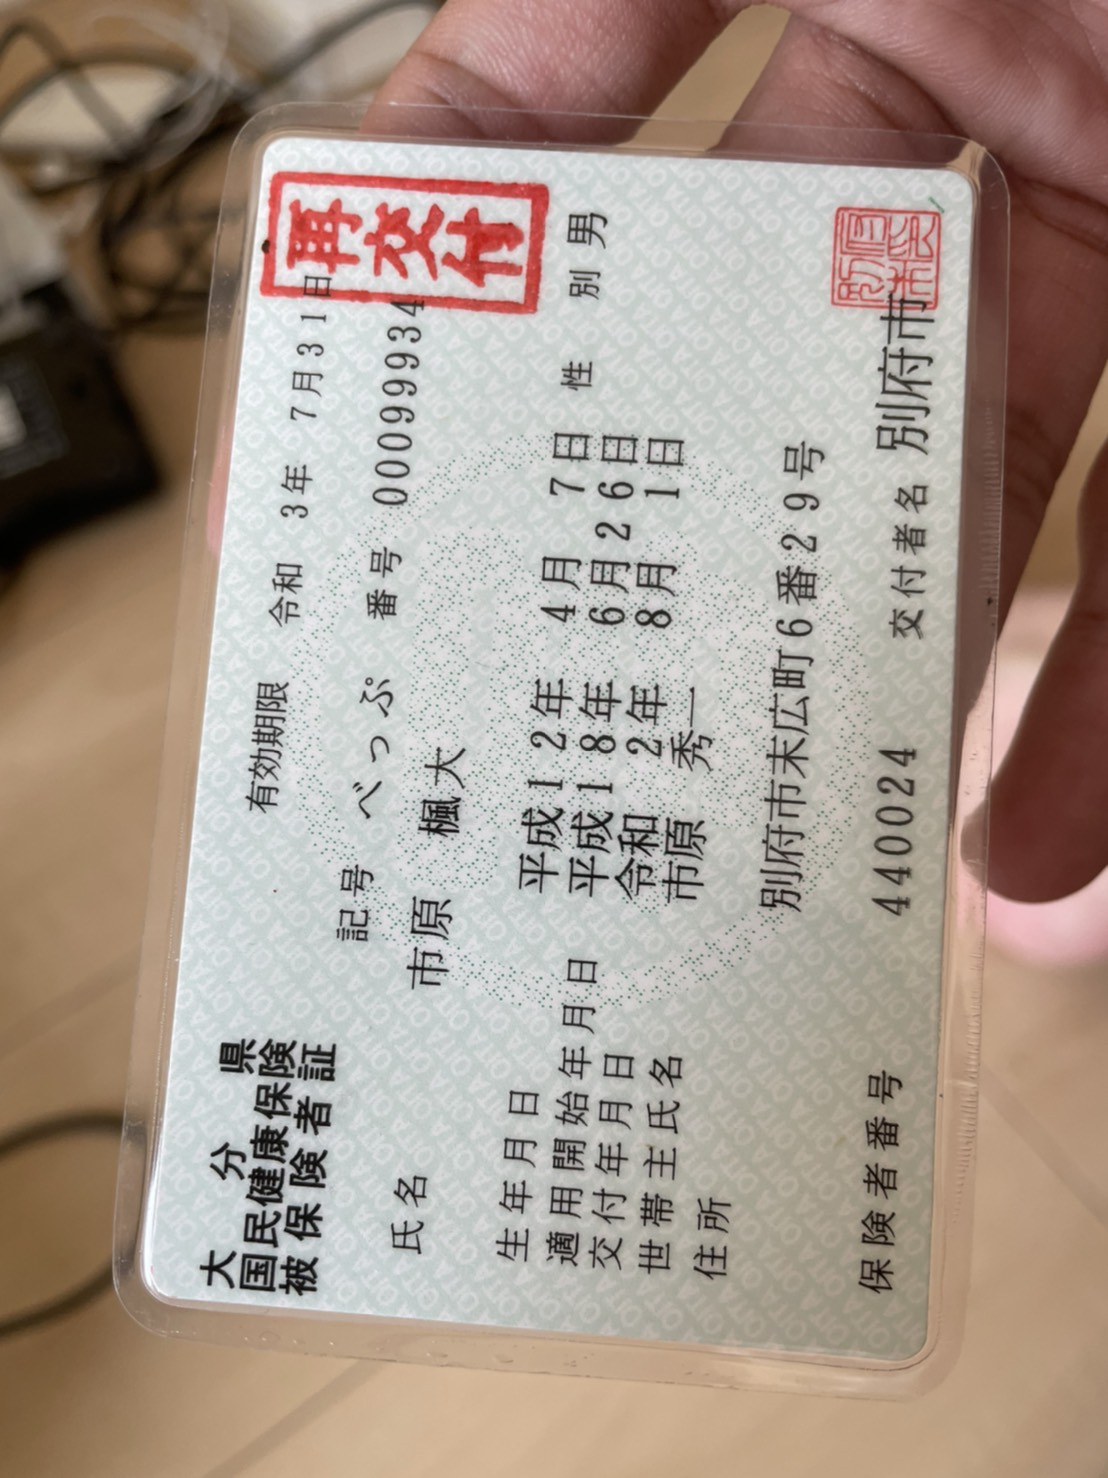 大分県
国民健康保険
被保険者証
再交付
有効期限 令和 3年 7月31日
記号 べっぷ 番号 00099934
氏名 市原 楓大
生年月日 平成12年 4月 7日 性別 男
適用開始年月日 平成18年 6月26日
交付年月日 令和 2年 8月 1日
世帯主氏名 市原 秀一
住所 別府市末広町6番29号
保険者番号 440024 交付者名 別府市